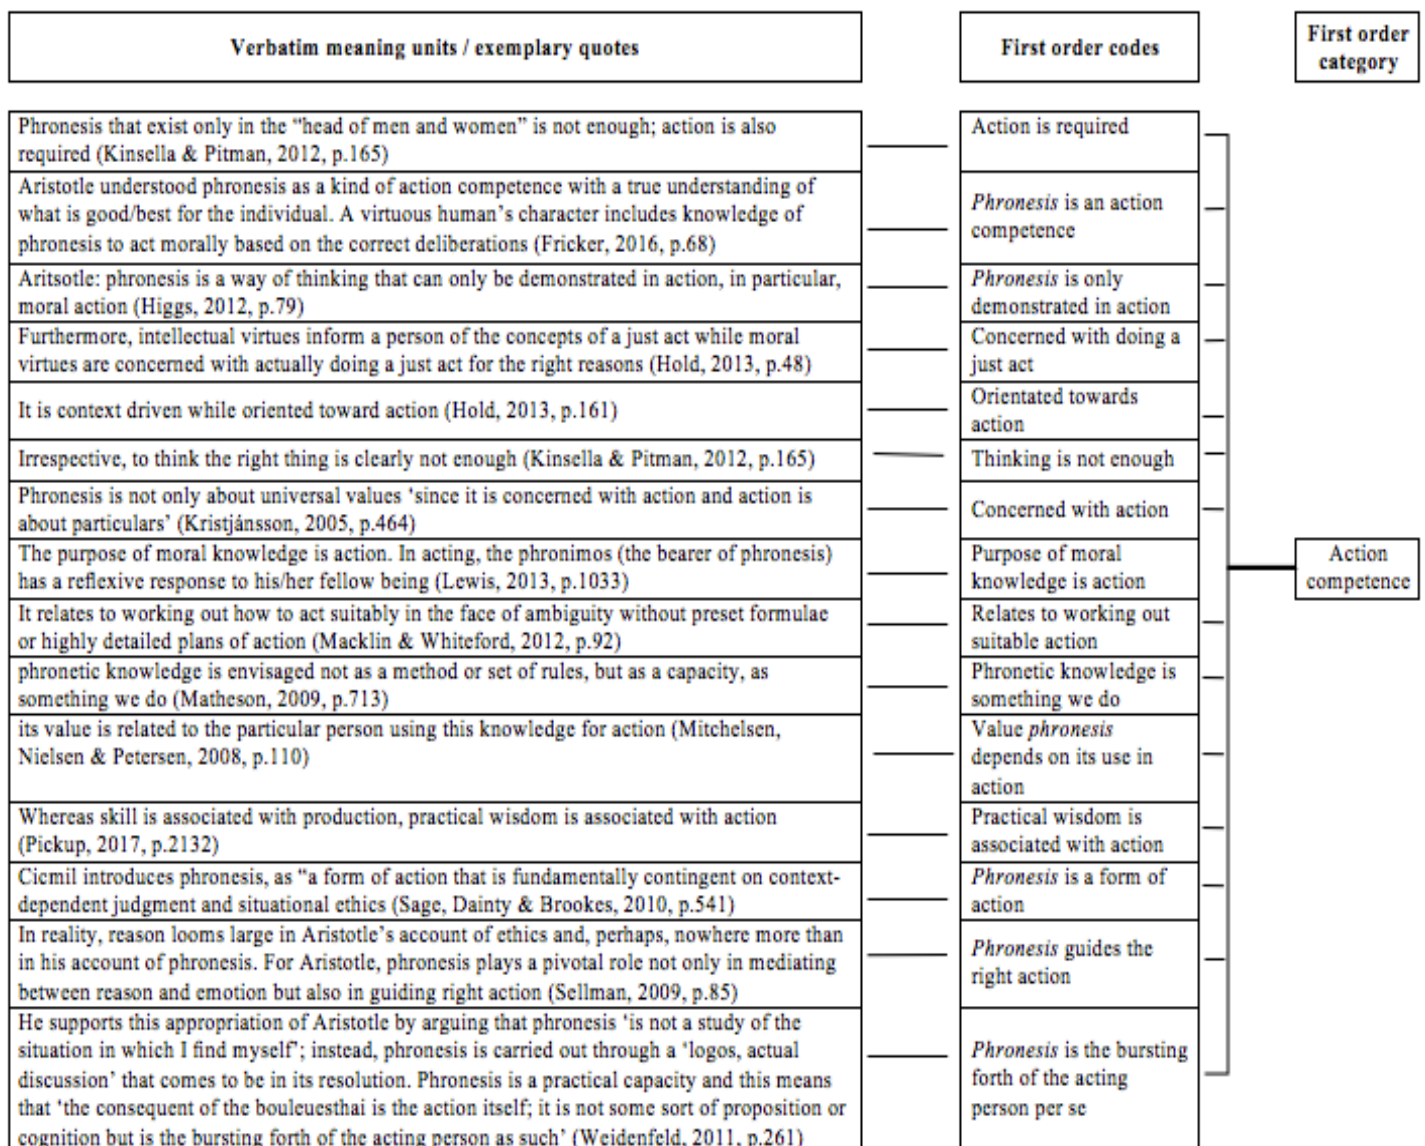 Verbatim meaning units / exemplary quotes
First order codes
First order
category
Phronesis that exist only in the “head of men and women” is not enough; action is also
required (Kinsella & Pitman, 2012, p.165)
Action is required
Aristotle understood phronesis as a kind of action competence with a true understanding of
what is good/best for the individual. A virtuous human’s character includes knowledge of
phronesis to act morally based on the correct deliberations (Fricker, 2016, p.68)
Phronesis is an action
competence
Aritsotle: phronesis is a way of thinking that can only be demonstrated in action, in particular,
moral action (Higgs, 2012, p.79)
Phronesis is only
demonstrated in action
Furthermore, intellectual virtues inform a person of the concepts of a just act while moral
virtues are concerned with actually doing a just act for the right reasons (Hold, 2013, p.48)
Concerned with doing a
just act
It is context driven while oriented toward action (Hold, 2013, p.161)
Orientated towards
action
Irrespective, to think the right thing is clearly not enough (Kinsella & Pitman, 2012, p.165)
Thinking is not enough
Phronesis is not only about universal values ‘since it is concerned with action and action is
about particulars’ (Kristjánsson, 2005, p.464)
Concerned with action
The purpose of moral knowledge is action. In acting, the phronimos (the bearer of phronesis)
has a reflexive response to his/her fellow being (Lewis, 2013, p.1033)
Purpose of moral
knowledge is action
Action
competence
It relates to working out how to act suitably in the face of ambiguity without preset formulae
or highly detailed plans of action (Macklin & Whiteford, 2012, p.92)
Relates to working out
suitable action
phronetic knowledge is envisaged not as a method or set of rules, but as a capacity, as
something we do (Matheson, 2009, p.713)
Phronetic knowledge is
something we do
its value is related to the particular person using this knowledge for action (Mitchelsen,
Nielsen & Petersen, 2008, p.110)
Value phronesis
depends on its use in
action
Whereas skill is associated with production, practical wisdom is associated with action
(Pickup, 2017, p.2132)
Practical wisdom is
associated with action
Cicmil introduces phronesis, as “a form of action that is fundamentally contingent on context-
dependent judgment and situational ethics (Sage, Dainty & Brookes, 2010, p.541)
Phronesis is a form of
action
In reality, reason looms large in Aristotle’s account of ethics and, perhaps, nowhere more than
in his account of phronesis. For Aristotle, phronesis plays a pivotal role not only in mediating
between reason and emotion but also in guiding right action (Sellman, 2009, p.85)
Phronesis guides the
right action
He supports this appropriation of Aristotle by arguing that phronesis ‘is not a study of the
situation in which I find myself’; instead, phronesis is carried out through a ‘logos, actual
discussion’ that comes to be in its resolution. Phronesis is a practical capacity and this means
that ‘the consequent of the bouleuesthai is the action itself; it is not some sort of proposition or
cognition but is the bursting forth of the acting person as such’ (Weidenfeld, 2011, p.261)
Phronesis is the bursting
forth of the acting
person per se